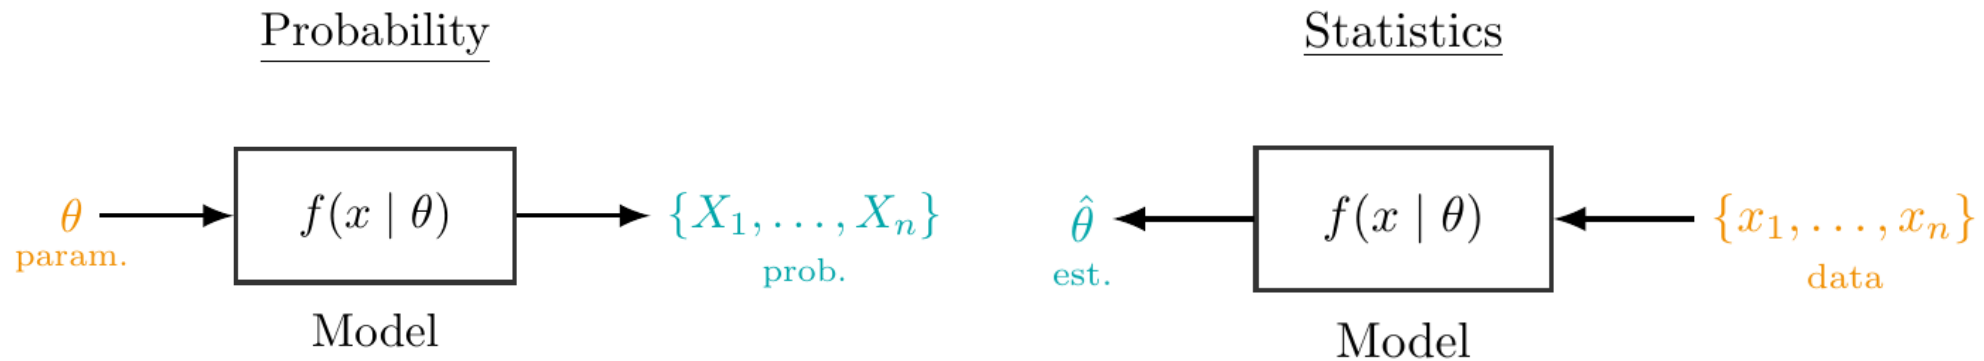 Probability
θ
param.
f(x | θ)
{X₁, . . . , Xₙ}
prob.
Model
Statistics
θ̂
est.
f(x | θ)
{x₁, . . . , xₙ}
data
Model